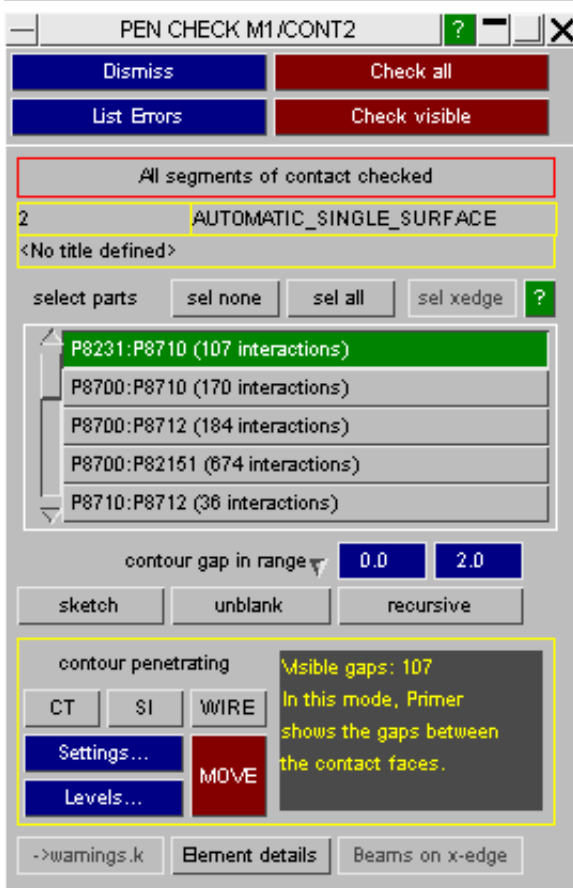 PEN CHECK M1/CONT2 ?
Dismiss Check all
List Errors Check visible
All segments of contact checked
2 AUTOMATIC_SINGLE_SURFACE
<No title defined>
select parts sel none sel all sel xedge ?
P8231:P8710 (107 interactions)
P8700:P8710 (170 interactions)
P8700:P8712 (184 interactions)
P8700:P82151 (674 interactions)
P8710:P8712 (36 interactions)
contour gap in range 0.0 2.0
sketch unblank recursive
contour penetrating
CT SI WIRE
Settings...
Levels...
MOVE
Visible gaps: 107
In this mode, Primer
shows the gaps between
the contact faces.
->warnings.k Element details Beams on x-edge